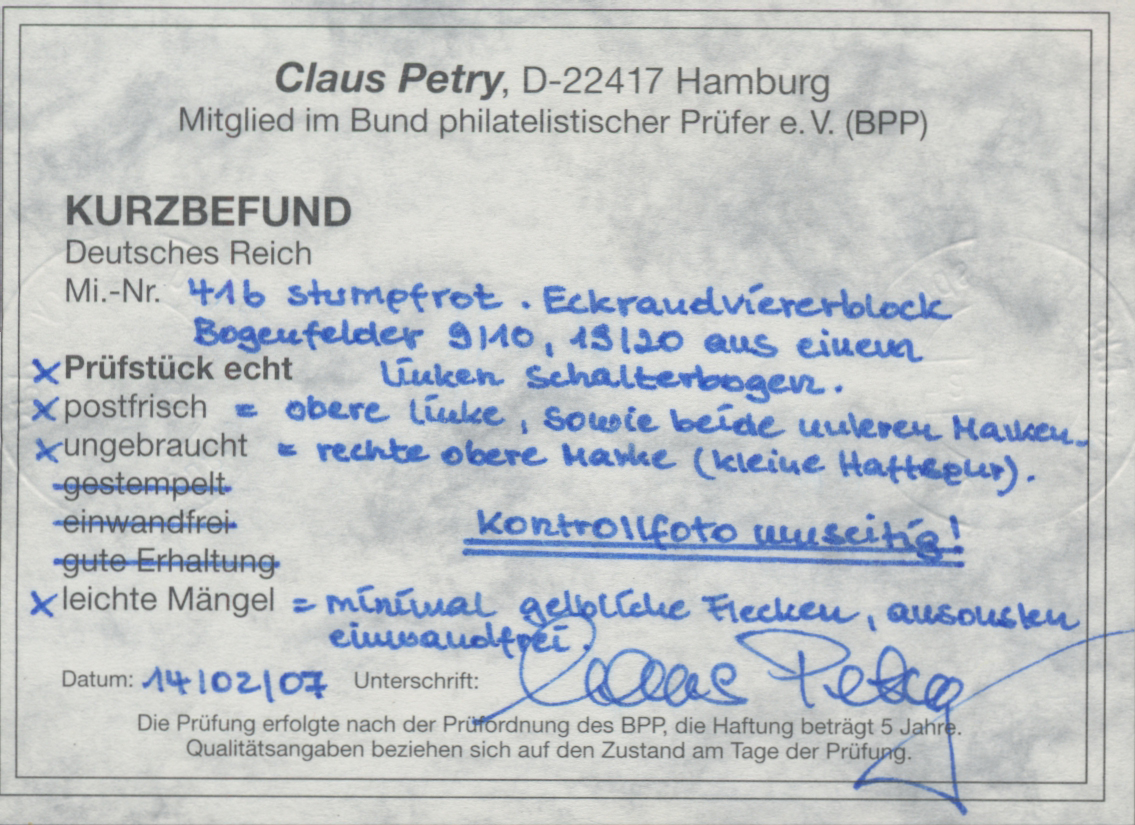 Claus Petry, D-22417 Hamburg
Mitglied im Bund philatelistischer Prüfer e. V. (BPP)
KURZBEFUND
Deutsches Reich
Mi.-Nr. 416 stumpfrot. Eckrandviererblock
Bogenfelder 9/10, 19/20 aus einem
x Prüfstück echt linken Schalterbogen.
x postfrisch = obere linke, sowie beide unteren Marken.
x ungebraucht = rechte obere Marke (kleine Haftspur).
gestempelt
einwandfrei Kontrollfoto umseitig!
gute Erhaltung
x leichte Mängel = minimal gelbliche Flecken, ansonsten
einwandfrei.
Datum: 14/02/07 Unterschrift: Claus Petry
Die Prüfung erfolgte nach der Prüfordnung des BPP, die Haftung beträgt 5 Jahre.
Qualitätsangaben beziehen sich auf den Zustand am Tage der Prüfung.